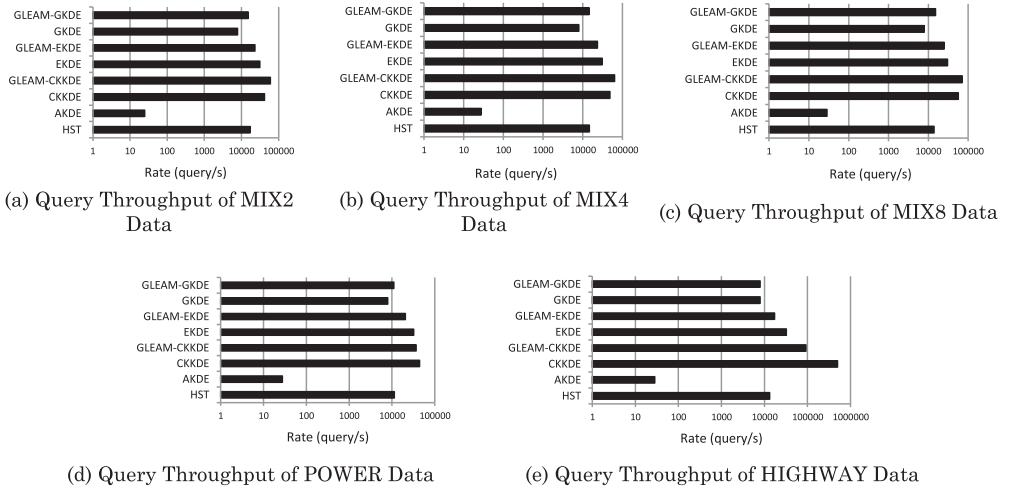 GLEAM-GKDE
GKDE
GLEAM-EKDE
EKDE
GLEAM-CKKDE
CKKDE
AKDE
HST
1 10 100 1000 10000 100000
Rate (query/s)
(a) Query Throughput of MIX2
Data
GLEAM-GKDE
GKDE
GLEAM-EKDE
EKDE
GLEAM-CKKDE
CKKDE
AKDE
HST
1 10 100 1000 10000 100000
Rate (query/s)
(b) Query Throughput of MIX4
Data
GLEAM-GKDE
GKDE
GLEAM-EKDE
EKDE
GLEAM-CKKDE
CKKDE
AKDE
HST
1 10 100 1000 10000 100000
Rate (query/s)
(c) Query Throughput of MIX8 Data
GLEAM-GKDE
GKDE
GLEAM-EKDE
EKDE
GLEAM-CKKDE
CKKDE
AKDE
HST
1 10 100 1000 10000 100000
Rate (query/s)
(d) Query Throughput of POWER Data
GLEAM-GKDE
GKDE
GLEAM-EKDE
EKDE
GLEAM-CKKDE
CKKDE
AKDE
HST
1 10 100 1000 10000 100000 1000000
Rate (query/s)
(e) Query Throughput of HIGHWAY Data